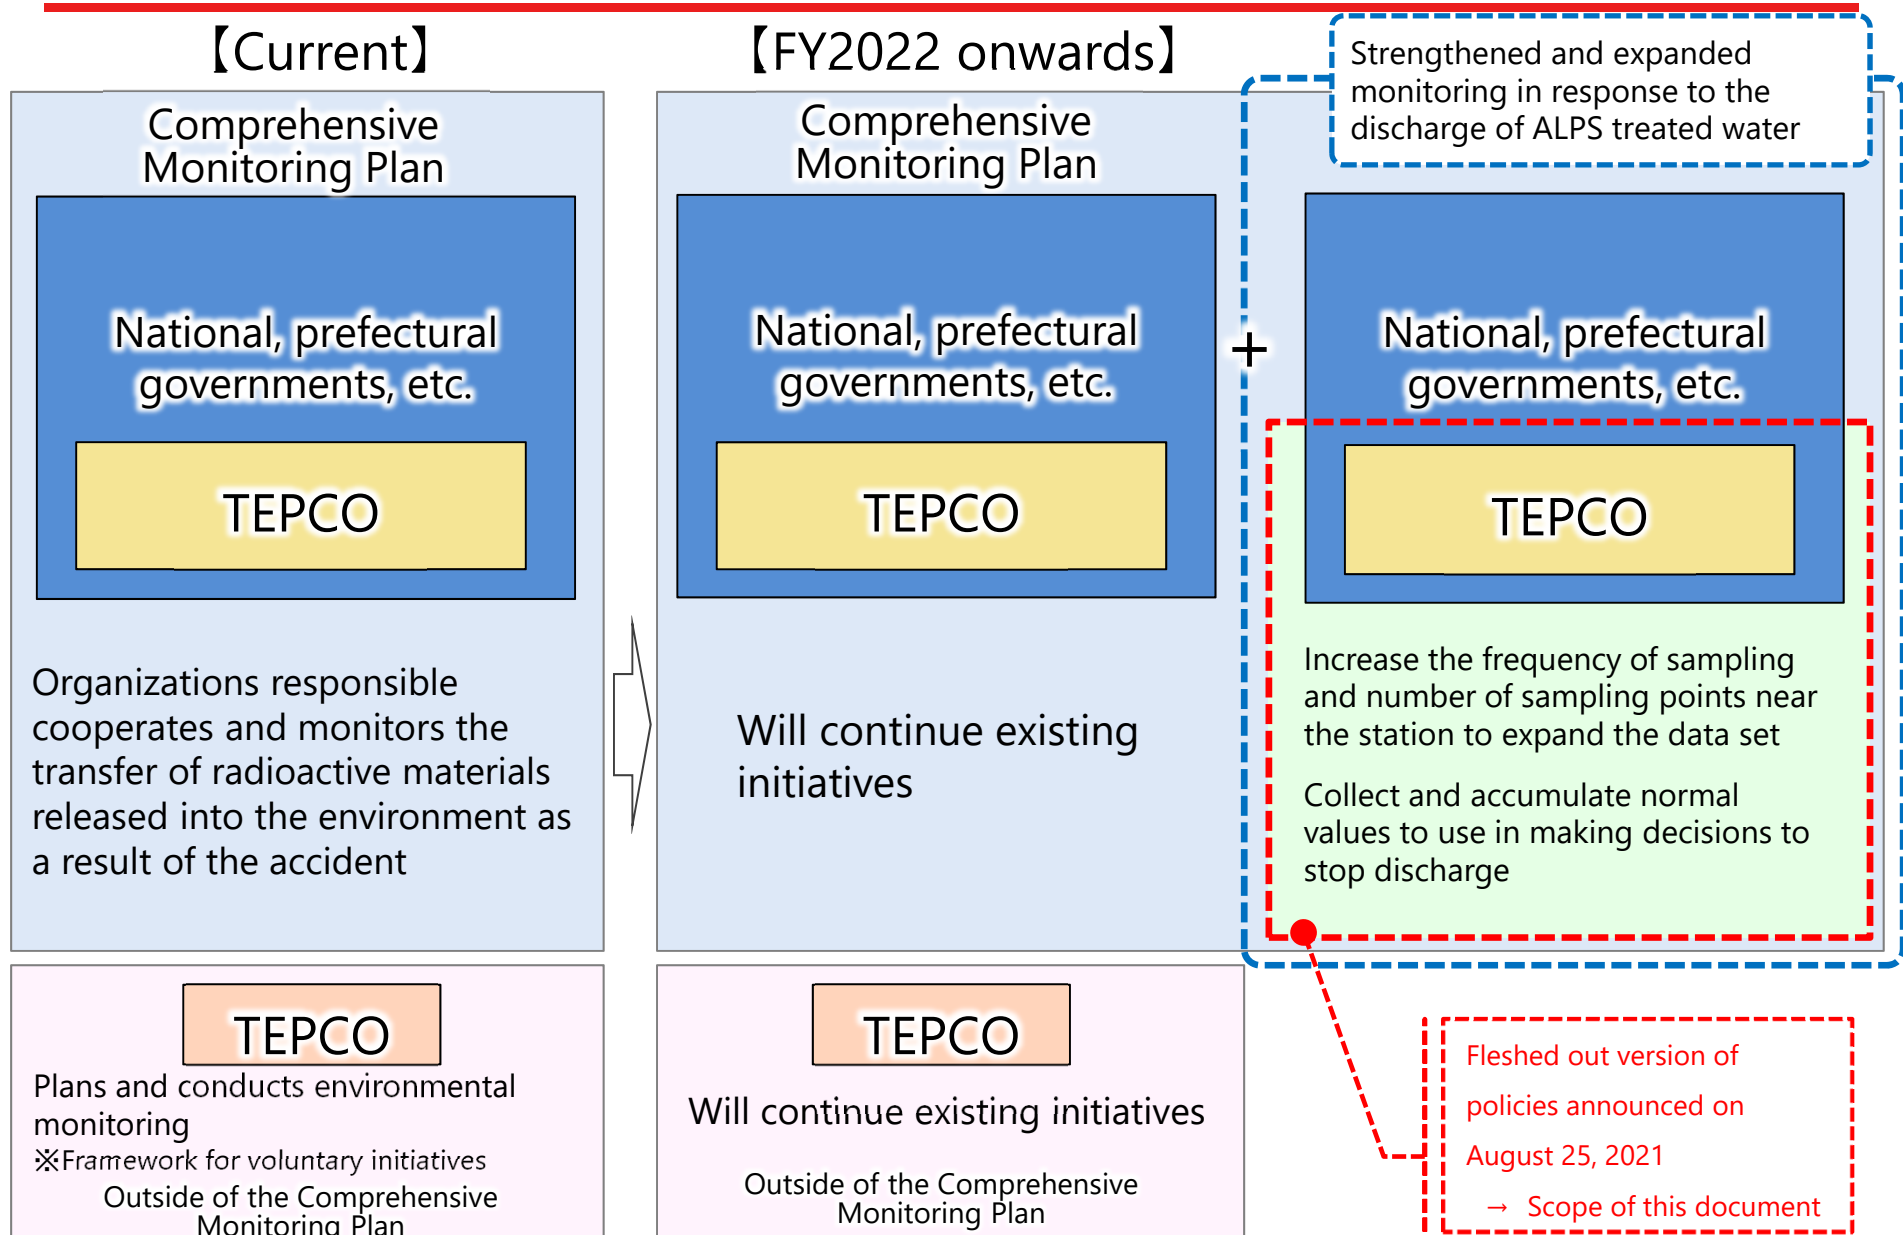 【Current】
Comprehensive
Monitoring Plan
National, prefectural
governments, etc.
TEPCO
Organizations responsible
cooperates and monitors the
transfer of radioactive materials
released into the environment as
a result of the accident
TEPCO
Plans and conducts environmental
monitoring
※Framework for voluntary initiatives
Outside of the Comprehensive
Monitoring Plan
【FY2022 onwards】
Comprehensive
Monitoring Plan
National, prefectural
governments, etc.
TEPCO
Will continue existing
initiatives
TEPCO
Will continue existing initiatives
Outside of the Comprehensive
Monitoring Plan
+
Strengthened and expanded
monitoring in response to the
discharge of ALPS treated water
National, prefectural
governments, etc.
TEPCO
Increase the frequency of sampling
and number of sampling points near
the station to expand the data set
Collect and accumulate normal
values to use in making decisions to
stop discharge
Fleshed out version of
policies announced on
August 25, 2021
→ Scope of this document